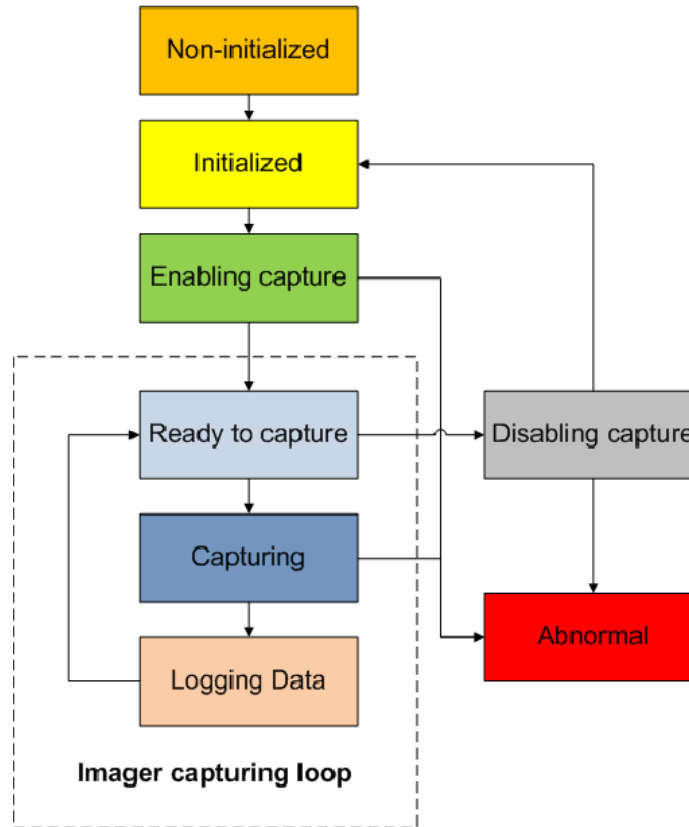 Non-initialized
Initialized
Enabling capture
Ready to capture
Disabling capture
Capturing
Abnormal
Logging Data
Imager capturing loop